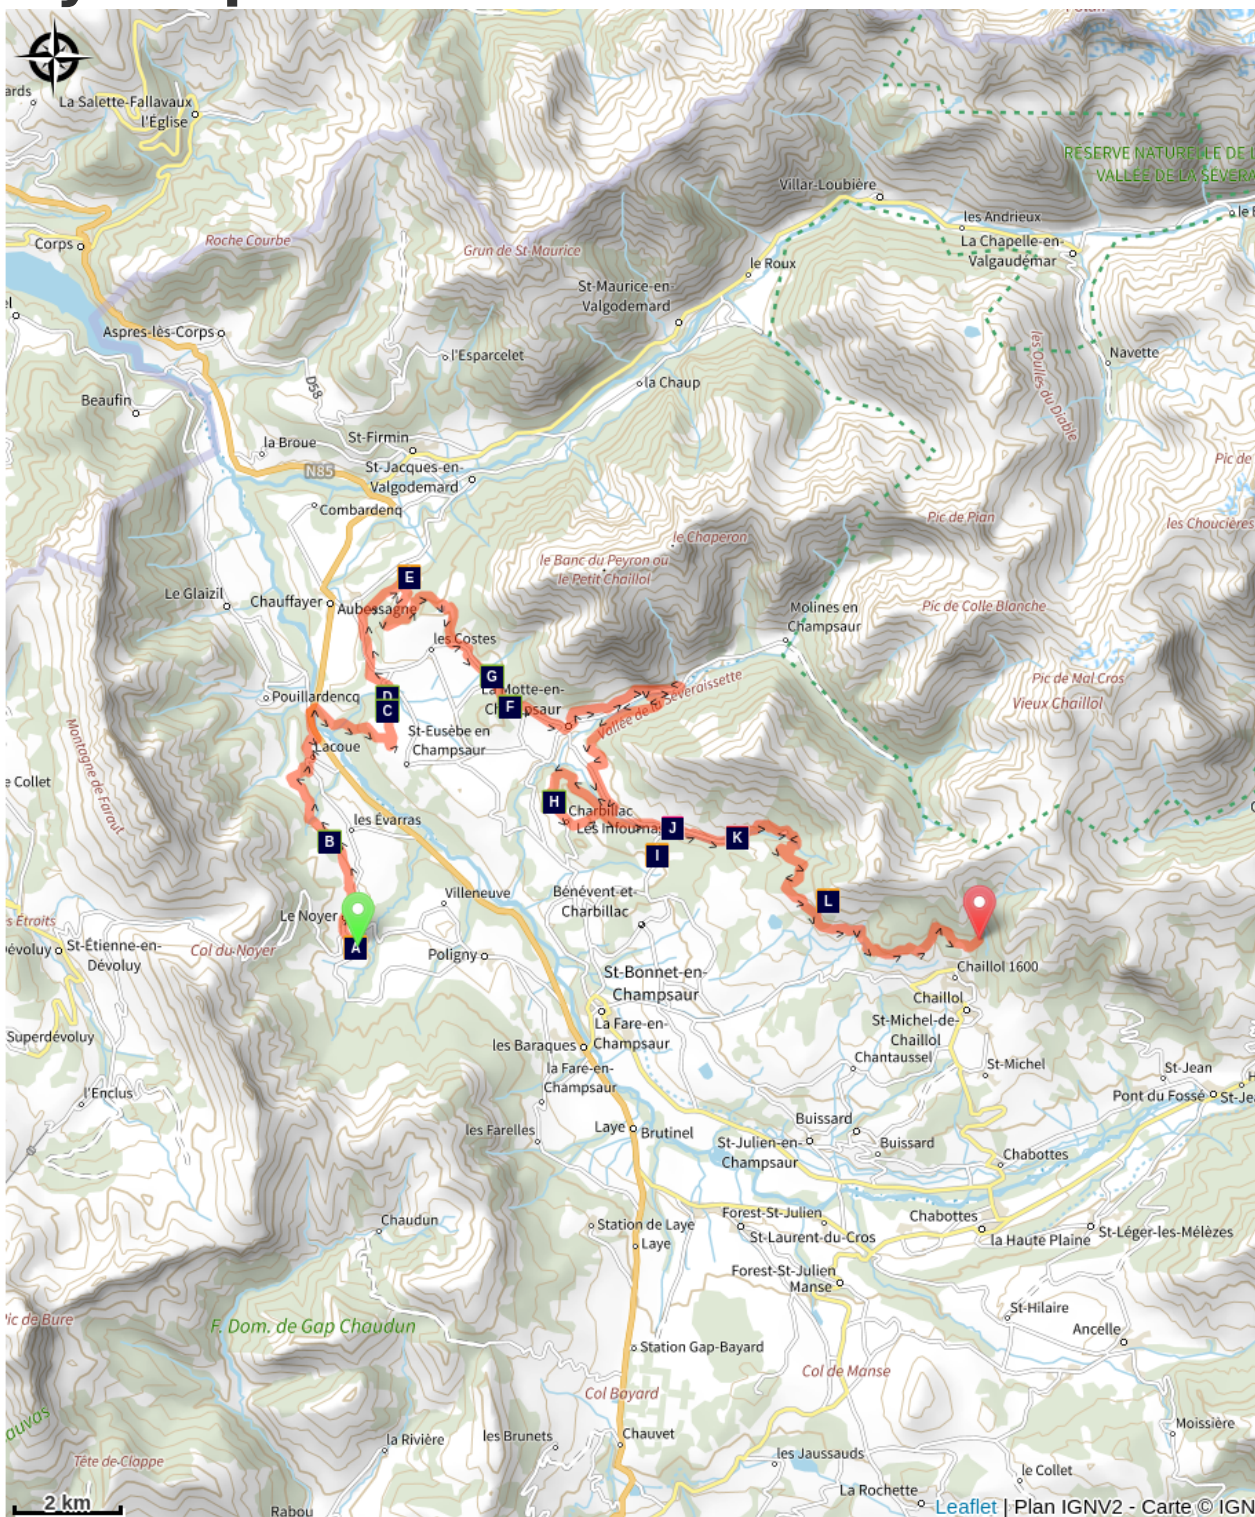 La Salette-Fallavaux
l'Église
RÉSERVE NATURELLE DE
VALLÉE DE LA SÉVERA
Villar-Loubière
les Andrieux
La Chapelle-en-
Valgaudémar
Corps
Roche Courbe
Grun de St-Maurice
le Roux
St-Maurice-en-
Valgodemard
Aspres-lès-Corps
l'Esparcelet
Navette
les Oulles du Diable
D58
la Chaup
Beaufin
la Broue
St-Firmin
N85
St-Jacques-en-
Valgodemard
Pic de
Combardenq
Pic de Pian
les Choucières
le Chaperon
le Banc du Peyron ou
le Petit Chaillol
E
Le Glaizil
Chauffayer
Aubessagne
Molines en
Champsaur
Pic de Colle Blanche
les Costes
G
Pic de Mal Cros
Vieux Chaillol
Pouillardencq
D
C
La Motte-en-
F
Vallée de la Séveraissette
St-Eusèbe en
Champsaur
Lacoue
Montagne de Faraut
e Collet
H
Charbillac
Les Infourna
J
K
I
les Évarras
B
Villeneuve
Bénévent-et-
Charbillac
L
Le Noyer
A
s Étroits
St-Étienne-en-
Dévoluy
Col du Noyer
Poligny
St-Bonnet-en-
Champsaur
Chaillol 1600
Chaillol
Superdévoluy
La Fare-en-
Champsaur
les Baraques
St-Michel-de-
Chaillol
Chantaussel
la Fare-en-
Champsaur
St-Michel
St-Jean
l'Enclus
Pont du Fossé
les Farelles
Laye
Brutinel
Buissard
Buissard
St-Julien-en-
Champsaur
Chabottes
Chaudun
Station de Laye
Laye
Forest-St-Julien
St-Laurent-du-Cros
Chabottes
la Haute Plaine
St-Léger-les-Mélèzes
Forest-St-Julien
Manse
St-Hilaire
Ancelle
ic de Bure
F. Dom. de Gap Chaudun
Station Gap-Bayard
Col de Manse
Col Bayard
auvas
Moissière
les Brunets
Chauvet
la Rivière
Tête de Cloppe
les Jaussauds
le Collet
La Rochette
2 km
Rabou
Leaflet | Plan IGNV2 - Carte © IGN